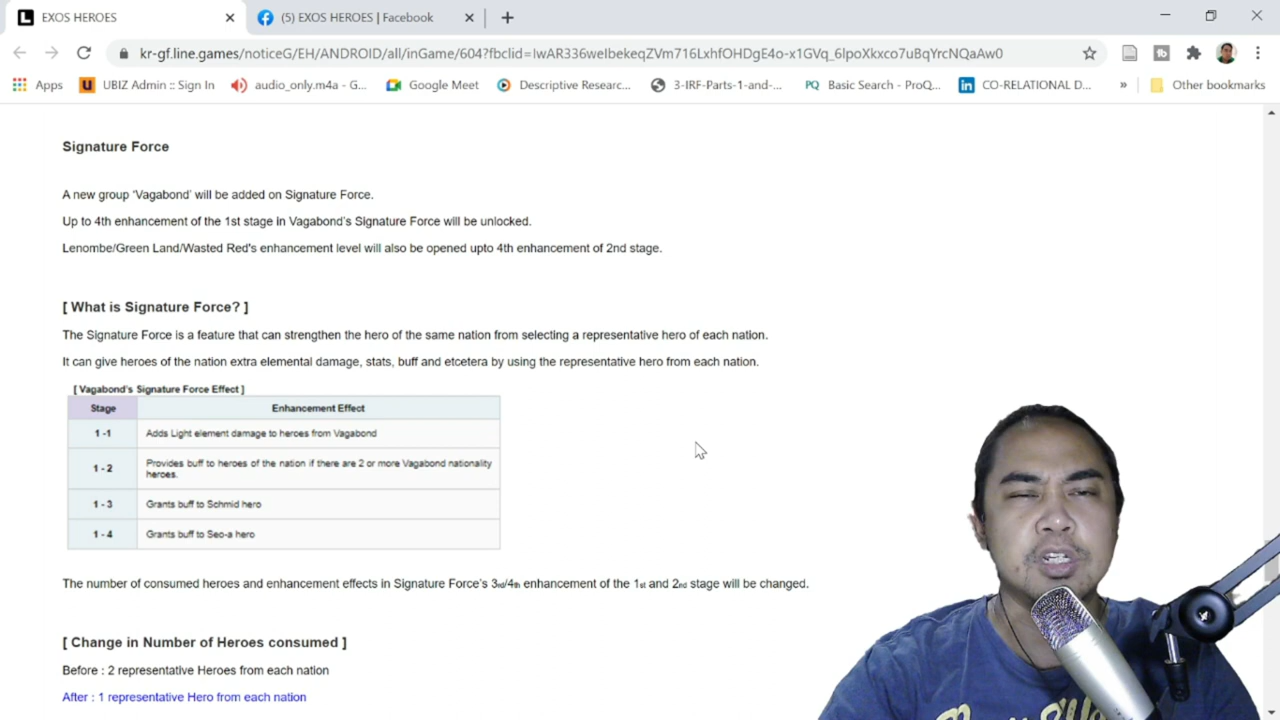 EXOS HEROES
(5) EXOS HEROES | Facebook
kr-gf.line.games/noticeG/EH/ANDROID/all/inGame/604?fbclid=IwAR336weIbekeqZVm716LxhfOHDgE4o-x1GVq_6lpoXkxco7uBqYrcNQaAw0
Apps
UBIZ Admin :: Sign In
audio_only.m4a - G...
Google Meet
Descriptive Researc...
3-IRF-Parts-1-and-...
PQ Basic Search - ProQ...
in CO-RELATIONAL D...
»
Other bookmarks
Signature Force
A new group 'Vagabond' will be added on Signature Force.
Up to 4th enhancement of the 1st stage in Vagabond's Signature Force will be unlocked.
Lenombe/Green Land/Wasted Red's enhancement level will also be opened upto 4th enhancement of 2nd stage.
[ What is Signature Force? ]
The Signature Force is a feature that can strengthen the hero of the same nation from selecting a representative hero of each nation.
It can give heroes of the nation extra elemental damage, stats, buff and etcetera by using the representative hero from each nation.
[ Vagabond's Signature Force Effect ]
Stage Enhancement Effect
1 -1 Adds Light element damage to heroes from Vagabond
1 - 2 Provides buff to heroes of the nation if there are 2 or more Vagabond nationality
heroes.
1 - 3 Grants buff to Schmid hero
1 - 4 Grants buff to Seo-a hero
The number of consumed heroes and enhancement effects in Signature Force's 3rd/4th enhancement of the 1st and 2nd stage will be changed.
[ Change in Number of Heroes consumed ]
Before : 2 representative Heroes from each nation
After : 1 representative Hero from each nation